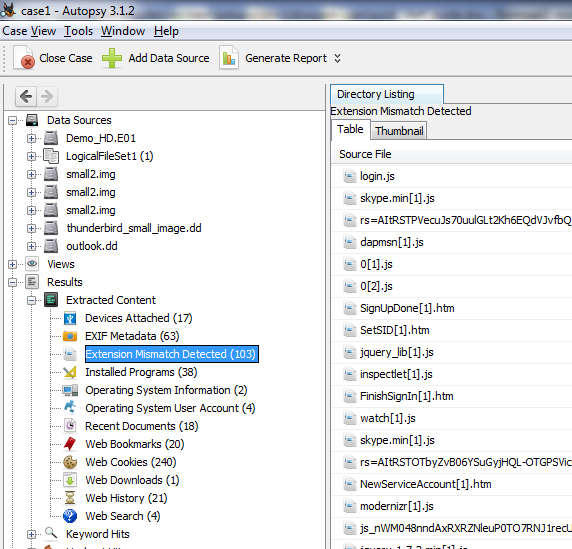 case1 - Autopsy 3.1.2
Case View Tools Window Help
Close Case Add Data Source Generate Report
Data Sources
Demo_HD.E01
LogicalFileSet1 (1)
small2.img
small2.img
small2.img
thunderbird_small_image.dd
outlook.dd
Views
Results
Extracted Content
Devices Attached (17)
EXIF Metadata (63)
Extension Mismatch Detected (103)
Installed Programs (38)
Operating System Information (2)
Operating System User Account (4)
Recent Documents (18)
Web Bookmarks (20)
Web Cookies (240)
Web Downloads (1)
Web History (21)
Web Search (4)
Keyword Hits
Directory Listing
Extension Mismatch Detected
Table Thumbnail
Source File
login.js
skype.min[1].js
rs=AItRSTPVecuJs70uulGLt2Kh6EQdVJvfbQ
dapmsn[1].js
0[1].js
0[2].js
SignUpDone[1].htm
SetSID[1].htm
jquery_lib[1].js
inspectlet[1].js
FinishSignIn[1].htm
watch[1].js
skype.min[1].js
rs=AItRSTOTbyZvB06YSuGyjHQL-OTGPSVic
NewServiceAccount[1].htm
modernizr[1].js
js_nWM048nndAxRXRZNleuP0TO7RNJ1recU